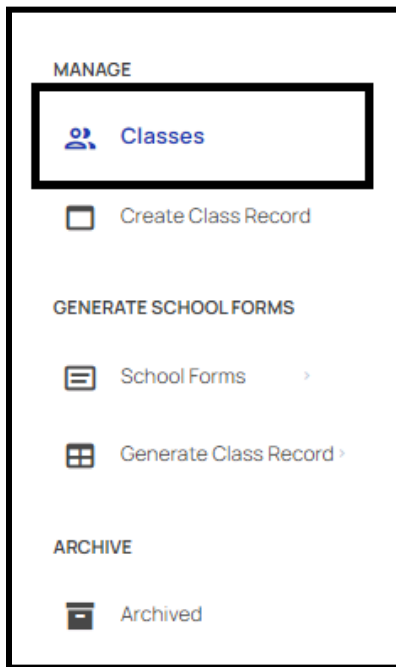 MANAGE
Classes
Create Class Record
GENERATE SCHOOL FORMS
School Forms
Generate Class Record
ARCHIVE
Archived